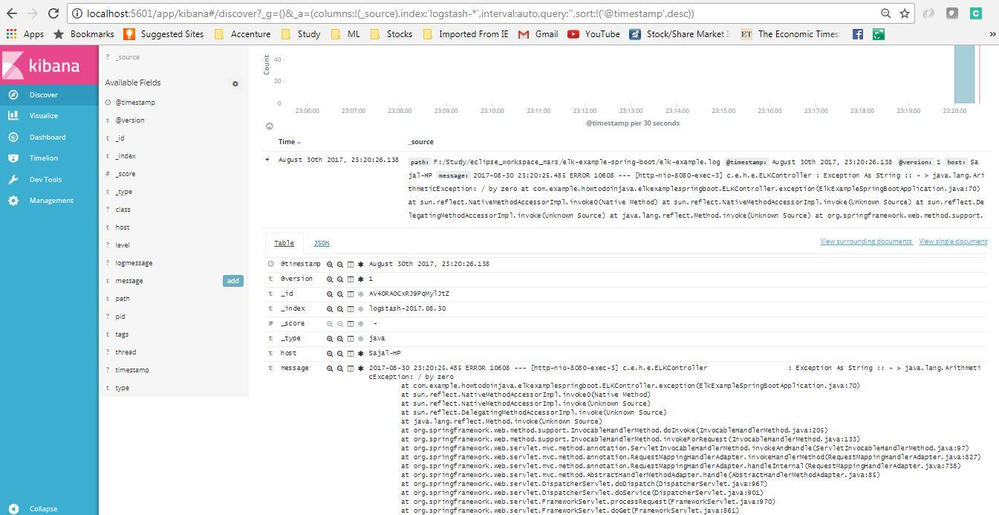 localhost:5601/app/kibana#/discover?_g=()&_a=(columns:!(_source),index:'logstash-*',interval:auto,query:'',sort:!('@timestamp',desc))
Apps Bookmarks Suggested Sites Accenture Study ML Stocks Imported From IE Gmail YouTube Stock/Share Market ET The Economic Times: »
kibana
Discover
Visualize
Dashboard
Timelion
Dev Tools
Management
Collapse
? _source
Available Fields
@timestamp
t @version
t _id
t _index
# _score
t _type
? class
t host
? level
? logmessage
t message add
t path
? pid
t tags
? thread
? timestamp
t type
Count
40
20
0
23:06:00 23:07:00 23:08:00 23:09:00 23:10:00 23:11:00 23:12:00 23:13:00 23:14:00 23:15:00 23:16:00 23:17:00 23:18:00 23:19:00 23:20:00
@timestamp per 30 seconds
Time _source
August 30th 2017, 23:20:26.138 path: F:/Study/eclipse_workspace_mars/elk-example-spring-boot/elk-example.log @timestamp: August 30th 2017, 23:20:26.138 @version: 1 host: Sa
jal-HP message: 2017-08-30 23:20:25.485 ERROR 10608 --- [http-nio-8080-exec-3] c.e.h.e.ELKController : Exception As String :: - > java.lang.Ari
thmeticException: / by zero at com.example.howtodoinjava.elkexamplespringboot.ELKController.exception(ElkExampleSpringBootApplication.java:70)
at sun.reflect.NativeMethodAccessorImpl.invoke0(Native Method) at sun.reflect.NativeMethodAccessorImpl.invoke(Unknown Source) at sun.reflect.De
legatingMethodAccessorImpl.invoke(Unknown Source) at java.lang.reflect.Method.invoke(Unknown Source) at org.springframework.web.method.support.
Table JSON View surrounding documents View single document
@timestamp August 30th 2017, 23:20:26.138
t @version 1
t _id AV40RAOCxRJ9PqMylJtZ
t _index logstash-2017.08.30
# _score -
t _type java
t host Sajal-HP
t message 2017-08-30 23:20:25.485 ERROR 10608 --- [http-nio-8080-exec-3] c.e.h.e.ELKController : Exception As String :: - > java.lang.Arithmeti
cException: / by zero
at com.example.howtodoinjava.elkexamplespringboot.ELKController.exception(ElkExampleSpringBootApplication.java:70)
at sun.reflect.NativeMethodAccessorImpl.invoke0(Native Method)
at sun.reflect.NativeMethodAccessorImpl.invoke(Unknown Source)
at sun.reflect.DelegatingMethodAccessorImpl.invoke(Unknown Source)
at java.lang.reflect.Method.invoke(Unknown Source)
at org.springframework.web.method.support.InvocableHandlerMethod.doInvoke(InvocableHandlerMethod.java:205)
at org.springframework.web.method.support.InvocableHandlerMethod.invokeForRequest(InvocableHandlerMethod.java:133)
at org.springframework.web.servlet.mvc.method.annotation.ServletInvocableHandlerMethod.invokeAndHandle(ServletInvocableHandlerMethod.java:97)
at org.springframework.web.servlet.mvc.method.annotation.RequestMappingHandlerAdapter.invokeHandlerMethod(RequestMappingHandlerAdapter.java:827)
at org.springframework.web.servlet.mvc.method.annotation.RequestMappingHandlerAdapter.handleInternal(RequestMappingHandlerAdapter.java:738)
at org.springframework.web.servlet.mvc.method.AbstractHandlerMethodAdapter.handle(AbstractHandlerMethodAdapter.java:85)
at org.springframework.web.servlet.DispatcherServlet.doDispatch(DispatcherServlet.java:967)
at org.springframework.web.servlet.DispatcherServlet.doService(DispatcherServlet.java:901)
at org.springframework.web.servlet.FrameworkServlet.processRequest(FrameworkServlet.java:970)
at org.springframework.web.servlet.FrameworkServlet.doGet(FrameworkServlet.java:861)